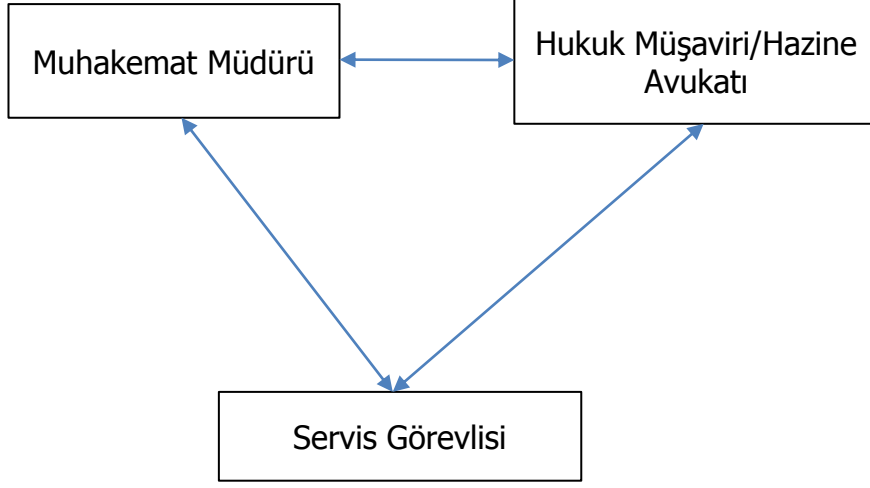 Muhakemat Müdürü
Hukuk Müşaviri/Hazine
Avukatı
Servis Görevlisi